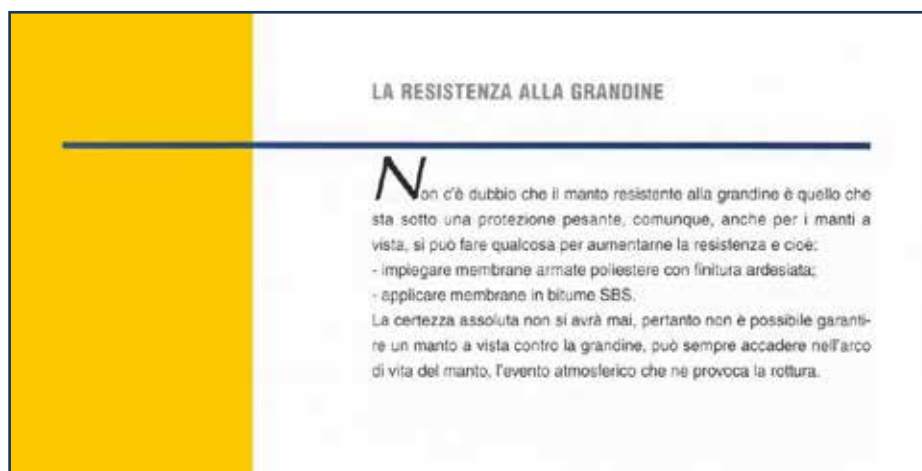 LA RESISTENZA ALLA GRANDINE
Non c'è dubbio che il manto resistente alla grandine è quello che
sta sotto una protezione pesante, comunque, anche per i manti a
vista, si può fare qualcosa per aumentarne la resistenza e cioè:
- impiegare membrane armate poliestere con finitura ardesiata;
- applicare membrane in bitume SBS.
La certezza assoluta non si avrà mai, pertanto non è possibile garanti-
re un manto a vista contro la grandine, può sempre accadere nell'arco
di vita del manto, l'evento atmosferico che ne provoca la rottura.